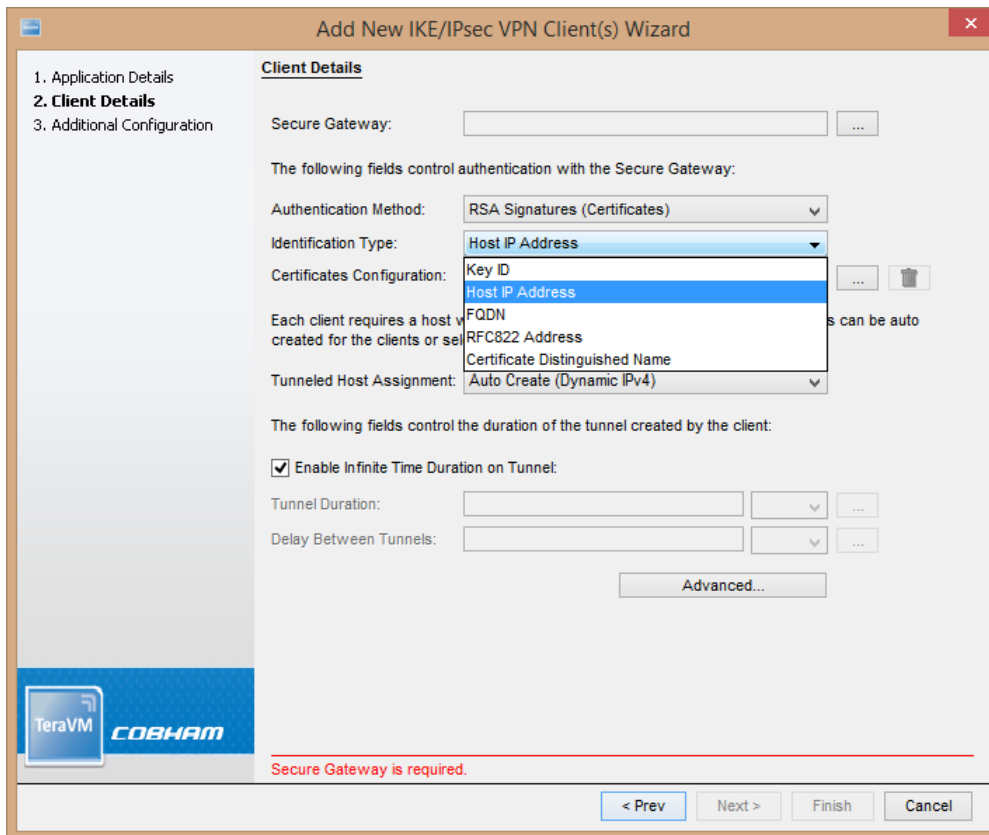 Add New IKE/IPsec VPN Client(s) Wizard
1. Application Details
2. Client Details
3. Additional Configuration
Client Details
Secure Gateway:
...
The following fields control authentication with the Secure Gateway:
Authentication Method: RSA Signatures (Certificates)
Identification Type: Host IP Address
Key ID
Certificates Configuration:
...
Host IP Address
FQDN
Each client requires a host
s can be auto
RFC822 Address
created for the clients or
Certificate Distinguished Name
Tunneled Host Assignment: Auto Create (Dynamic IPv4)
The following fields control the duration of the tunnel created by the client:
Enable Infinite Time Duration on Tunnel:
Tunnel Duration:
...
Delay Between Tunnels:
...
Advanced...
TeraVM
COBHAM
Secure Gateway is required.
< Prev
Next >
Finish
Cancel